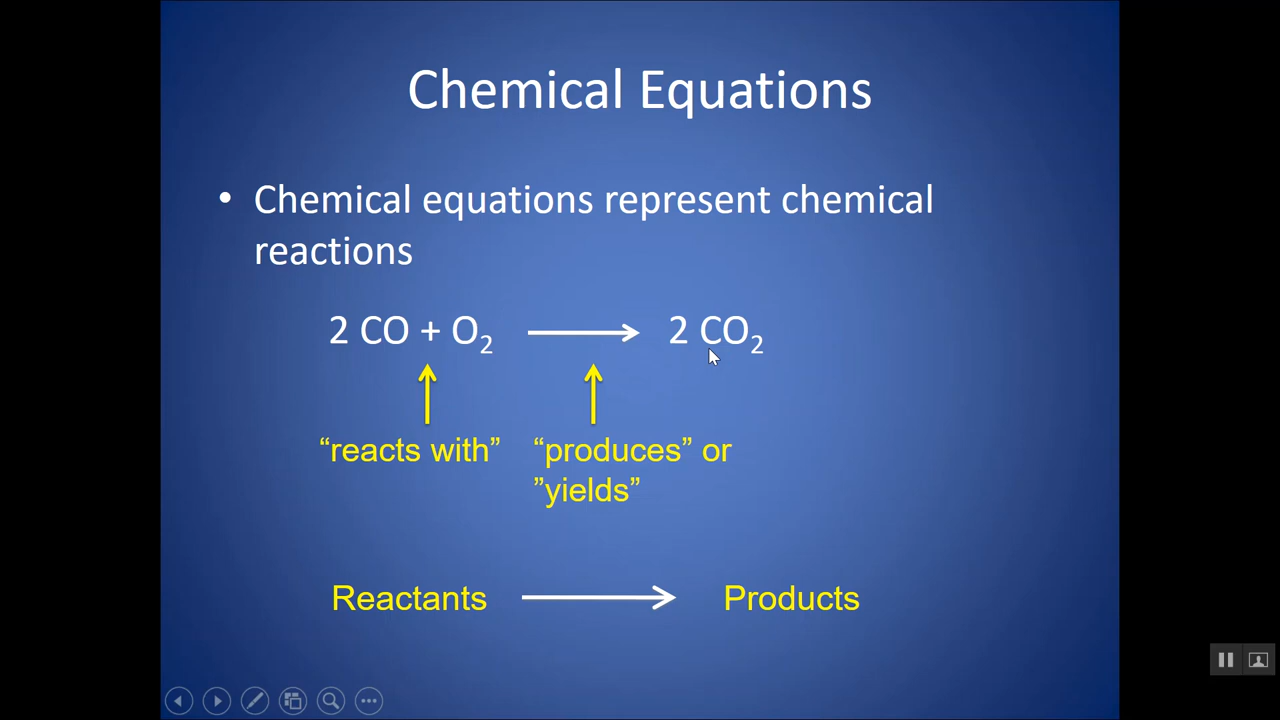 Chemical Equations
• Chemical equations represent chemical
reactions
2 CO + O₂ ⟶ 2 CO₂
“reacts with” “produces” or
”yields”
Reactants ⟶ Products